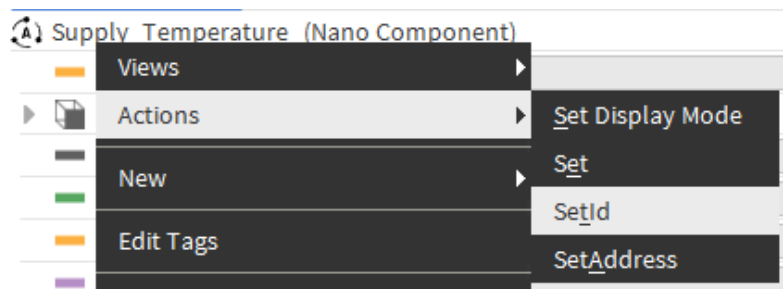 Supply_Temperature (Nano Component)
Views
Actions
New
Edit Tags
Set Display Mode
Set
SetId
SetAddress